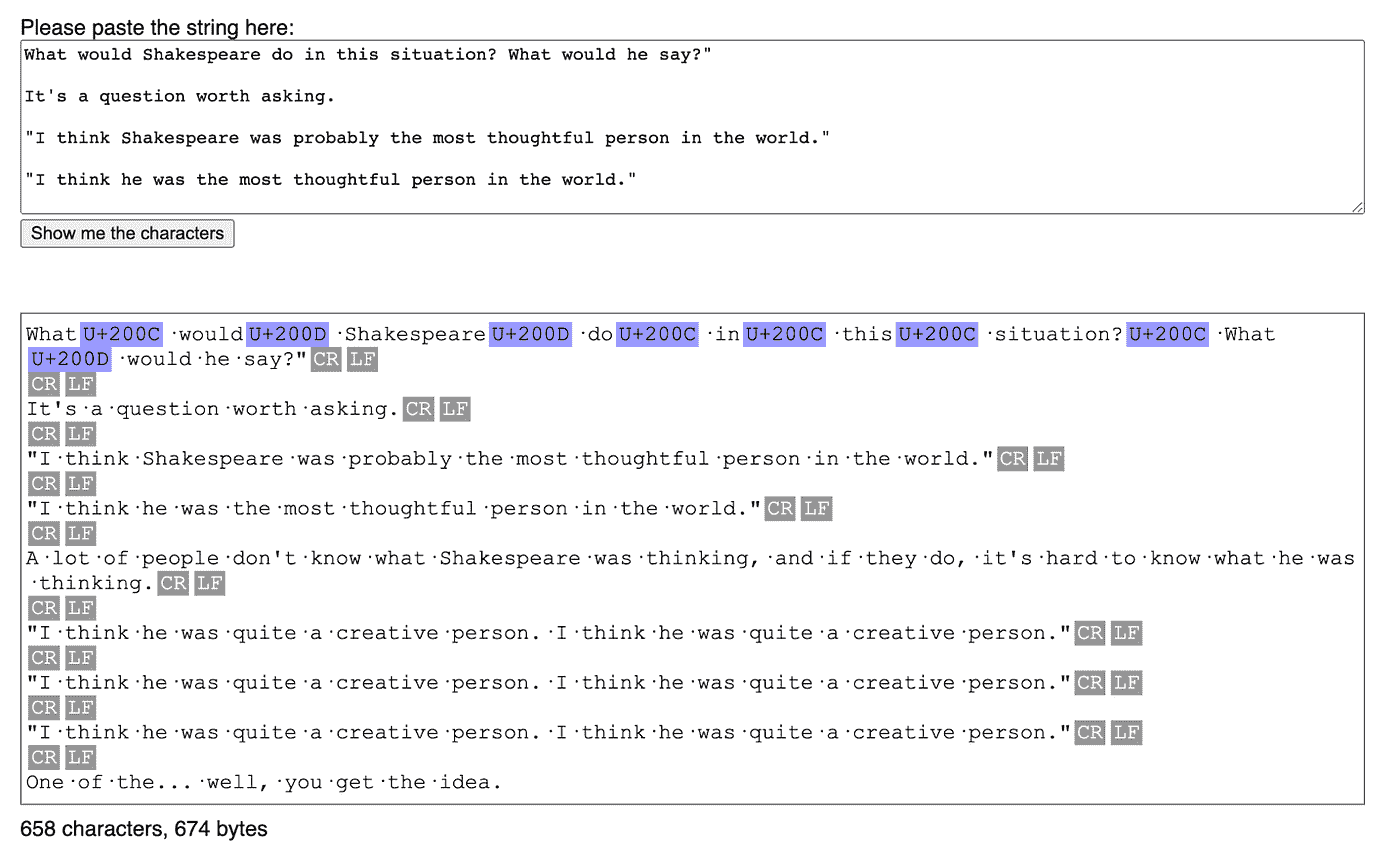 Please paste the string here:
What would Shakespeare do in this situation? What would he say?"
It's a question worth asking.
"I think Shakespeare was probably the most thoughtful person in the world."
"I think he was the most thoughtful person in the world."
Show me the characters
What U+200C ·would U+200D ·Shakespeare U+200D ·do U+200C ·in U+200C ·this U+200C ·situation? U+200C ·What
U+200D ·would·he·say?" CR LF
CR LF
It's·a·question·worth·asking. CR LF
CR LF
"I·think·Shakespeare·was·probably·the·most·thoughtful·person·in·the·world." CR LF
CR LF
"I·think·he·was·the·most·thoughtful·person·in·the·world." CR LF
CR LF
A·lot·of·people·don't·know·what·Shakespeare·was·thinking,·and·if·they·do,·it's·hard·to·know·what·he·was
·thinking. CR LF
CR LF
"I·think·he·was·quite·a·creative·person.·I·think·he·was·quite·a·creative·person." CR LF
CR LF
"I·think·he·was·quite·a·creative·person.·I·think·he·was·quite·a·creative·person." CR LF
CR LF
"I·think·he·was·quite·a·creative·person.·I·think·he·was·quite·a·creative·person." CR LF
CR LF
One·of·the...·well,·you·get·the·idea.
658 characters, 674 bytes